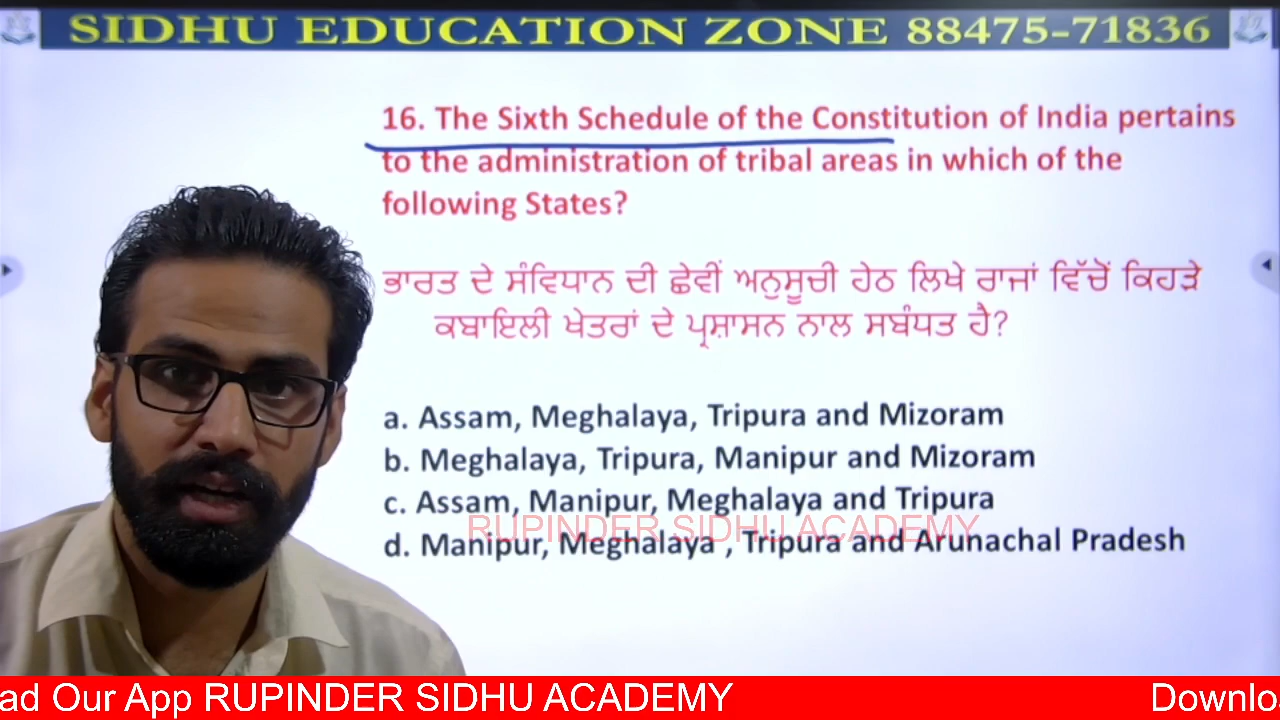 SIDHU EDUCATION ZONE 88475-71836
16. The Sixth Schedule of the Constitution of India pertains
to the administration of tribal areas in which of the
following States?
ਭਾਰਤ ਦੇ ਸੰਵਿਧਾਨ ਦੀ ਛੇਵੀਂ ਅਨੁਸੂਚੀ ਹੇਠ ਲਿਖੇ ਰਾਜਾਂ ਵਿੱਚੋਂ ਕਿਹੜੇ
ਕਬਾਇਲੀ ਖੇਤਰਾਂ ਦੇ ਪ੍ਰਸ਼ਾਸਨ ਨਾਲ ਸਬੰਧਤ ਹੈ?
a. Assam, Meghalaya, Tripura and Mizoram
b. Meghalaya, Tripura, Manipur and Mizoram
c. Assam, Manipur, Meghalaya and Tripura
RUPINDER SIDHU ACADEMY
d. Manipur, Meghalaya , Tripura and Arunachal Pradesh
ad Our App RUPINDER SIDHU ACADEMY Downlo